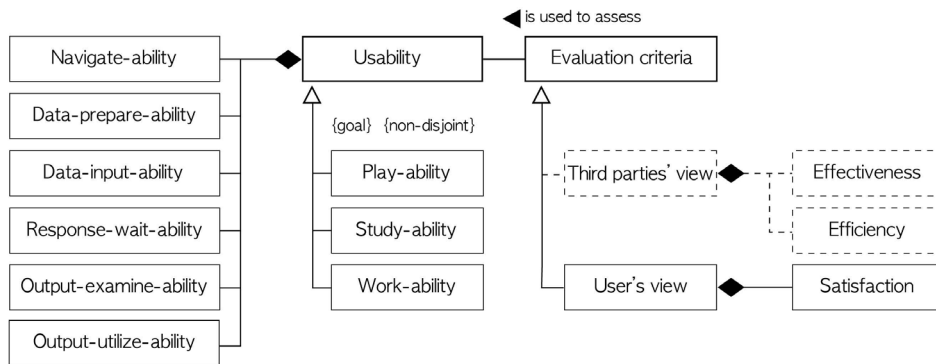 is used to assess
Navigate-ability
Usability
Evaluation criteria
Data-prepare-ability
{goal} {non-disjoint}
Data-input-ability
Play-ability
Third parties' view
Effectiveness
Response-wait-ability
Study-ability
Efficiency
Output-examine-ability
Work-ability
User's view
Satisfaction
Output-utilize-ability